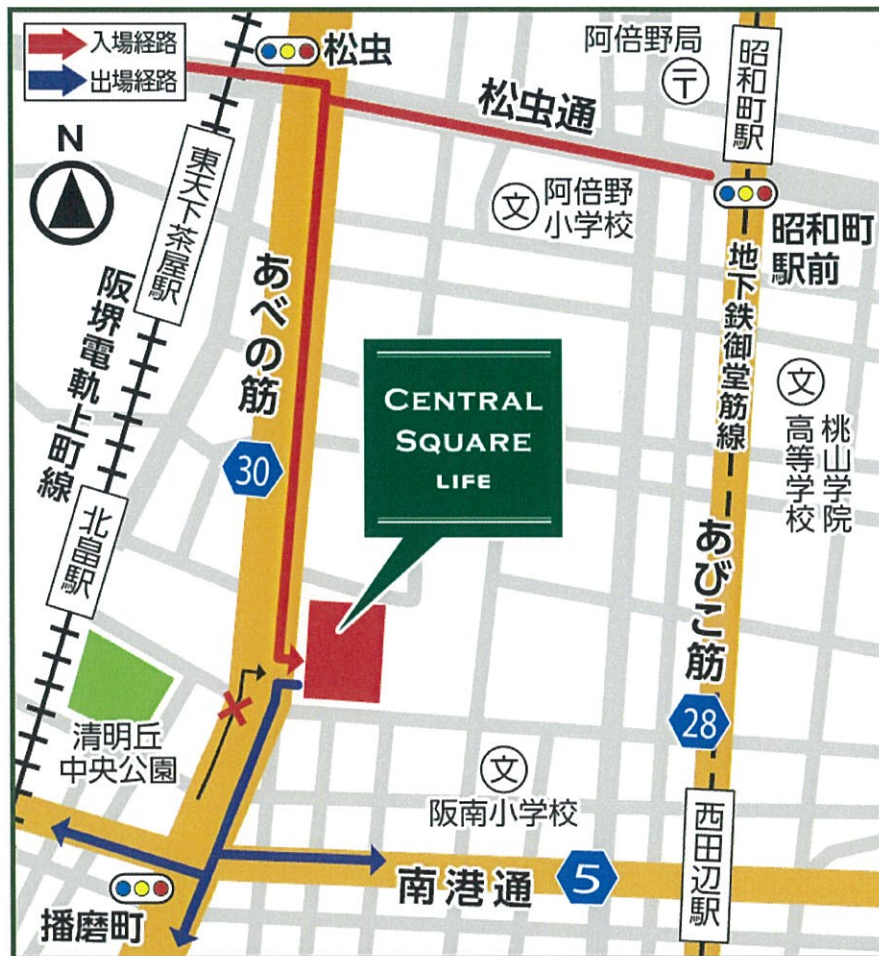 入場経路
出場経路
松虫
阿倍野局
〒
昭和町駅
松虫通
N
東天下茶屋駅
文
阿倍野
小学校
昭和町
駅前
地下鉄御堂筋線
あべの筋
阪堺電軌上町線
CENTRAL
SQUARE
LIFE
文
桃山学院
高等学校
30
北畠駅
あびこ筋
28
清明丘
中央公園
文
阪南小学校
西田辺駅
南港通
5
播磨町